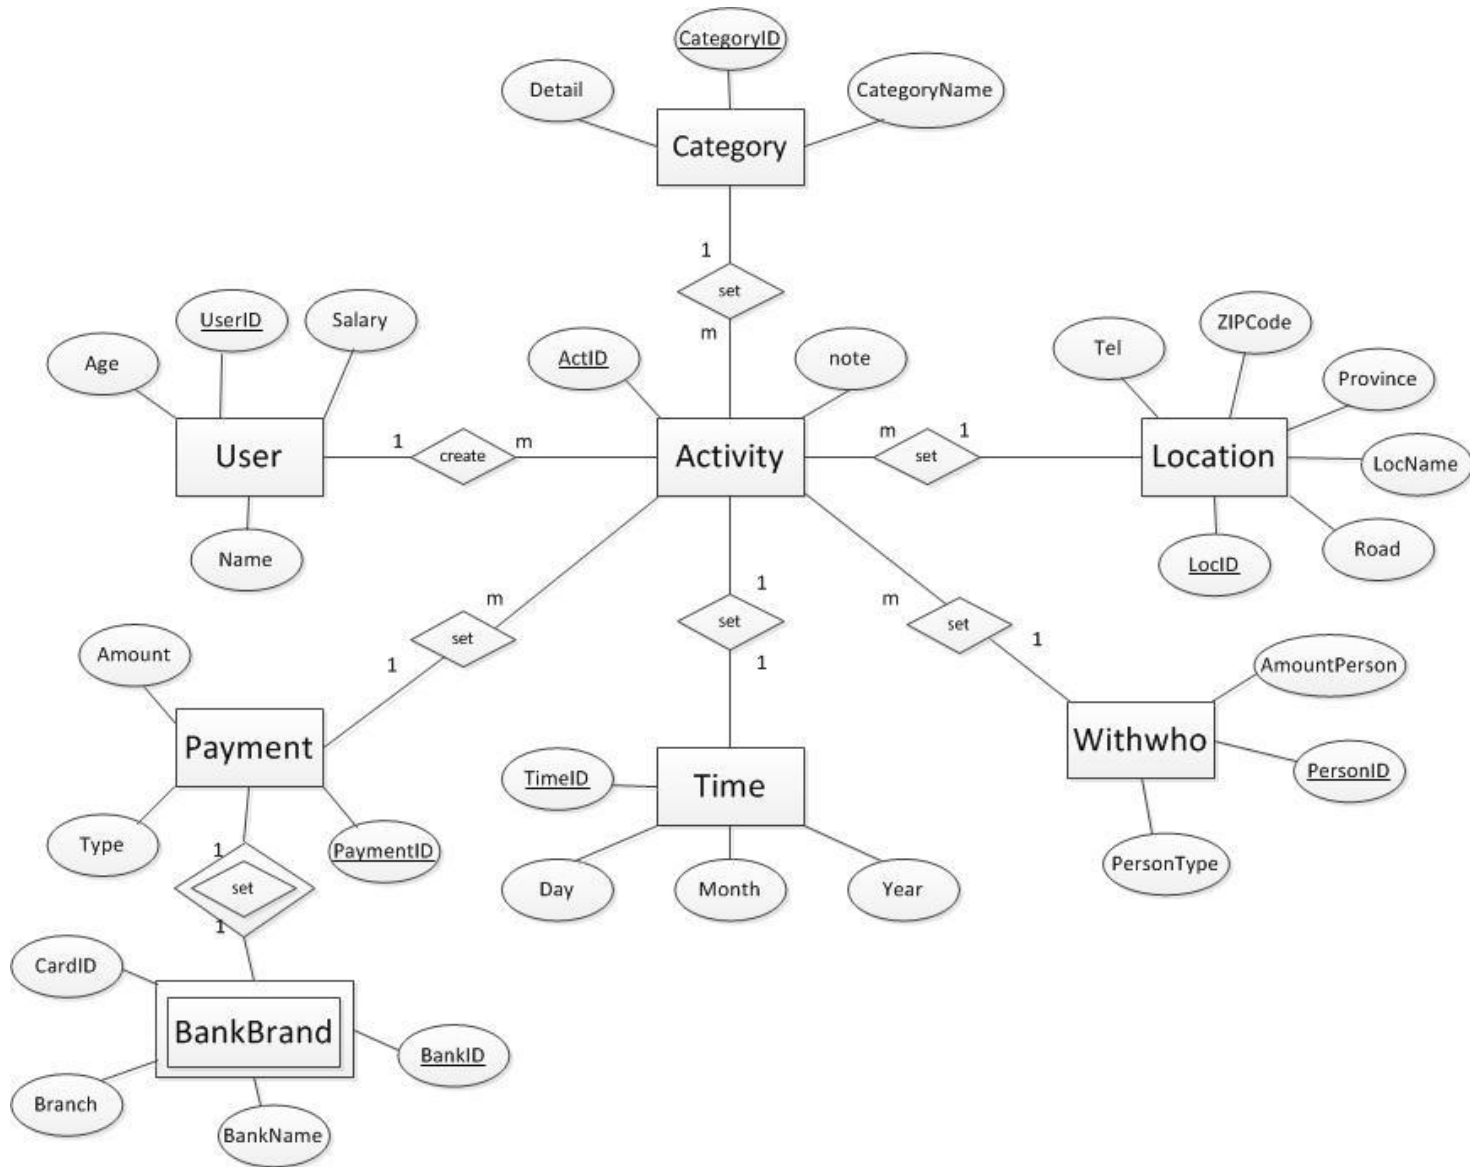 CategoryID
Detail
CategoryName
Category
1
set
m
UserID
Salary
Age
User
Name
1
create
m
ActID
note
Activity
m
set
1
Tel
ZIPCode
Province
Location
LocName
LocID
Road
m
set
1
1
set
1
m
set
1
Amount
Payment
Type
PaymentID
TimeID
Time
Day
Month
Year
AmountPerson
Withwho
PersonID
PersonType
1
set
1
CardID
BankBrand
BankID
Branch
BankName